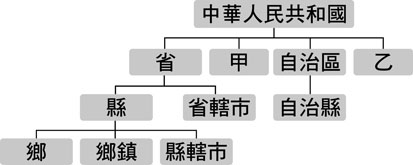 中華人民共和國
省 甲 自治區 乙
縣 省轄市 自治縣
鄉 鄉鎮 縣轄市